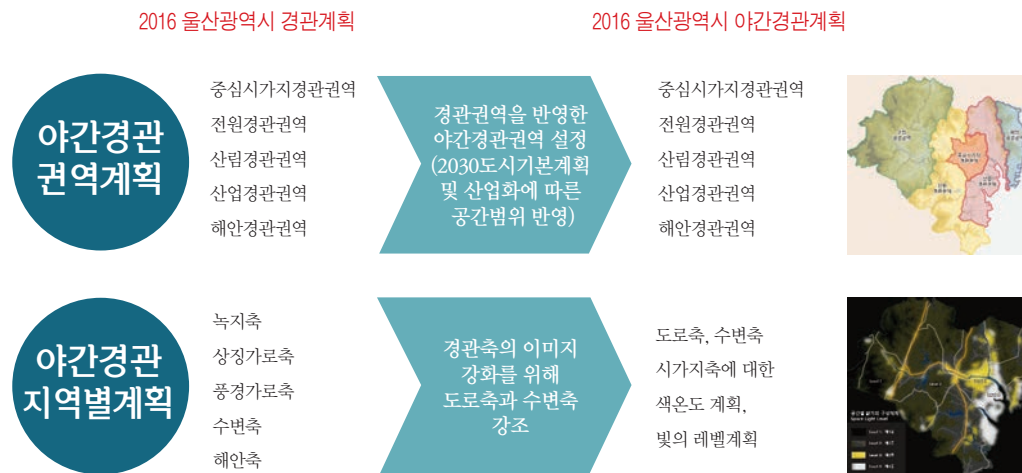 2016 울산광역시 경관계획
2016 울산광역시 야간경관계획
야간경관
권역계획
중심시가지경관권역
전원경관권역
산림경관권역
산업경관권역
해안경관권역
경관권역을 반영한
야간경관권역 설정
(2030도시기본계획
및 산업화에 따른
공간범위 반영)
중심시가지경관권역
전원경관권역
산림경관권역
산업경관권역
해안경관권역
야간경관
지역별계획
녹지축
상징가로축
풍경가로축
수변축
해안축
경관축의 이미지
강화를 위해
도로축과 수변축
강조
도로축, 수변축
시가지축에 대한
색온도 계획,
빛의 레벨계획
Space Light Level